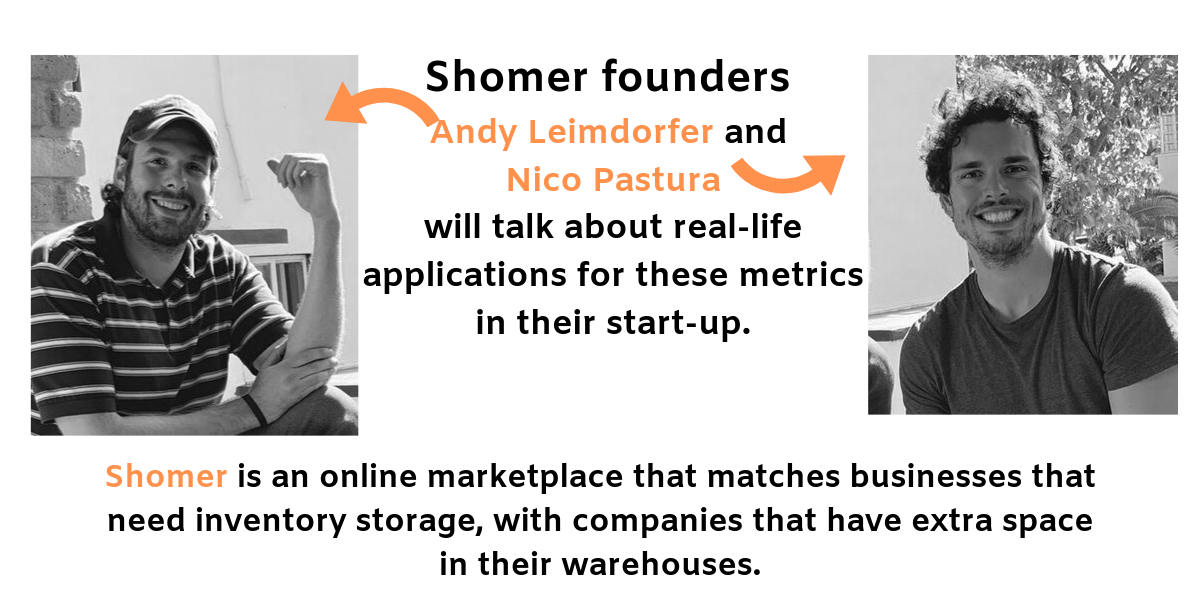 Shomer founders
Andy Leimdorfer and
Nico Pastura
will talk about real-life
applications for these metrics
in their start-up.
Shomer is an online marketplace that matches businesses that
need inventory storage, with companies that have extra space
in their warehouses.